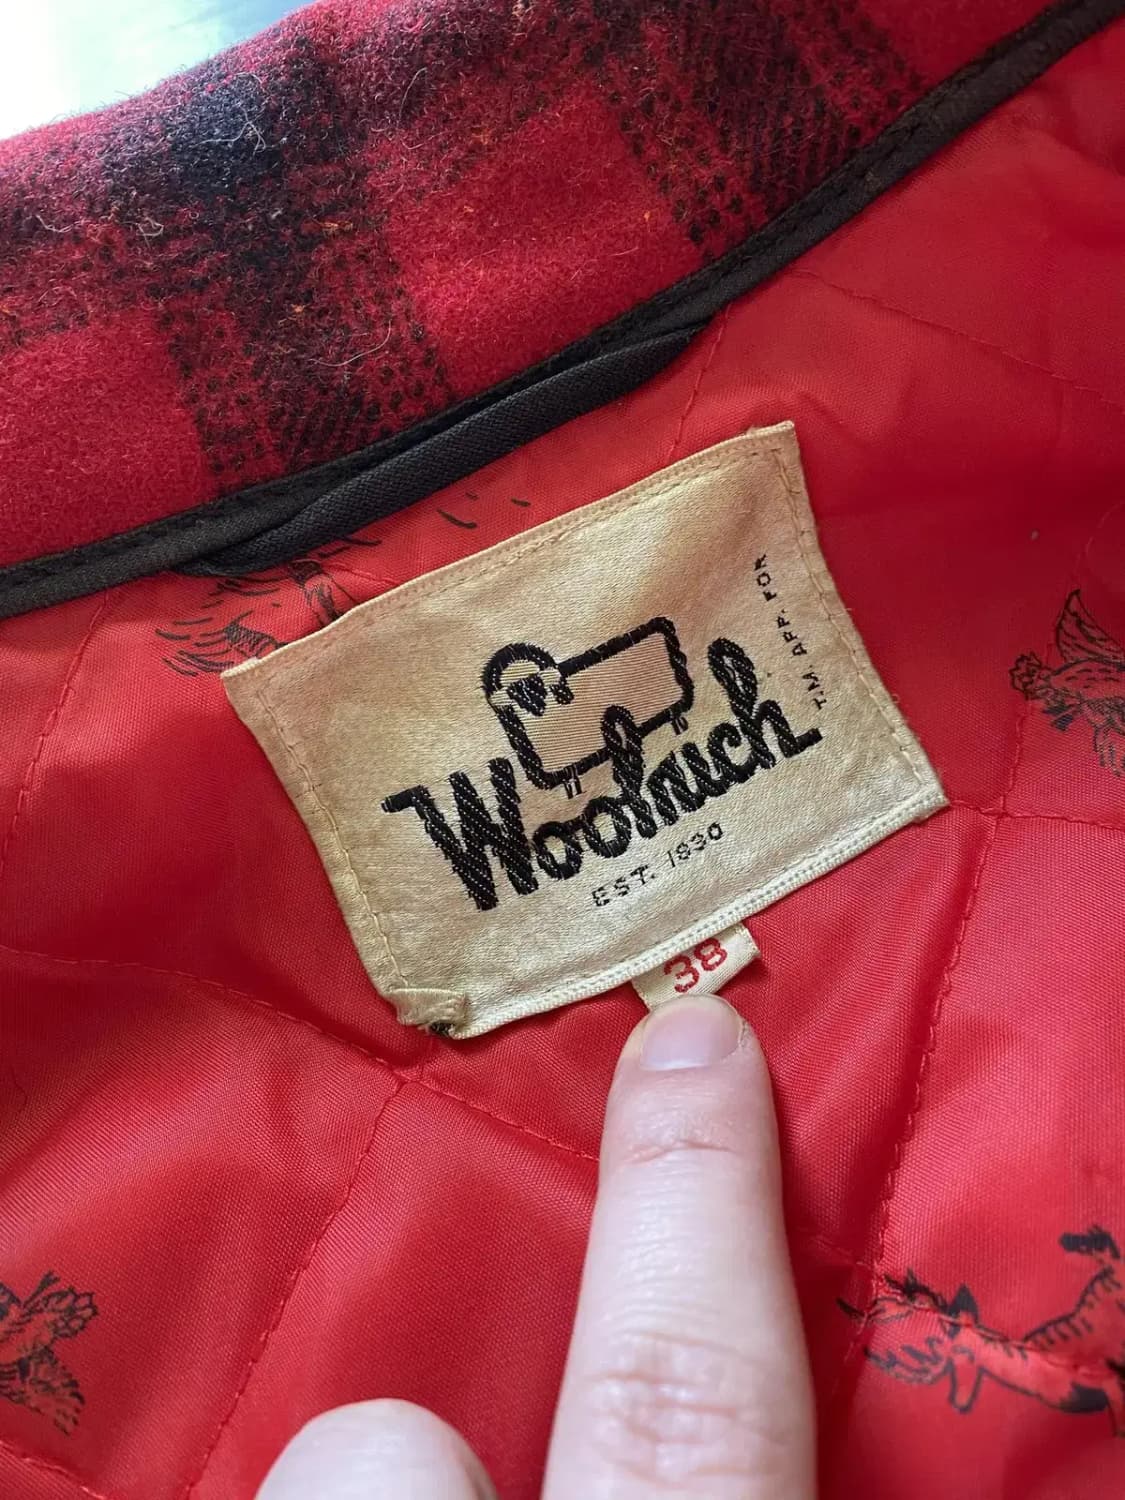 T.M. APP. FOR
Woolrich
EST. 1830
38